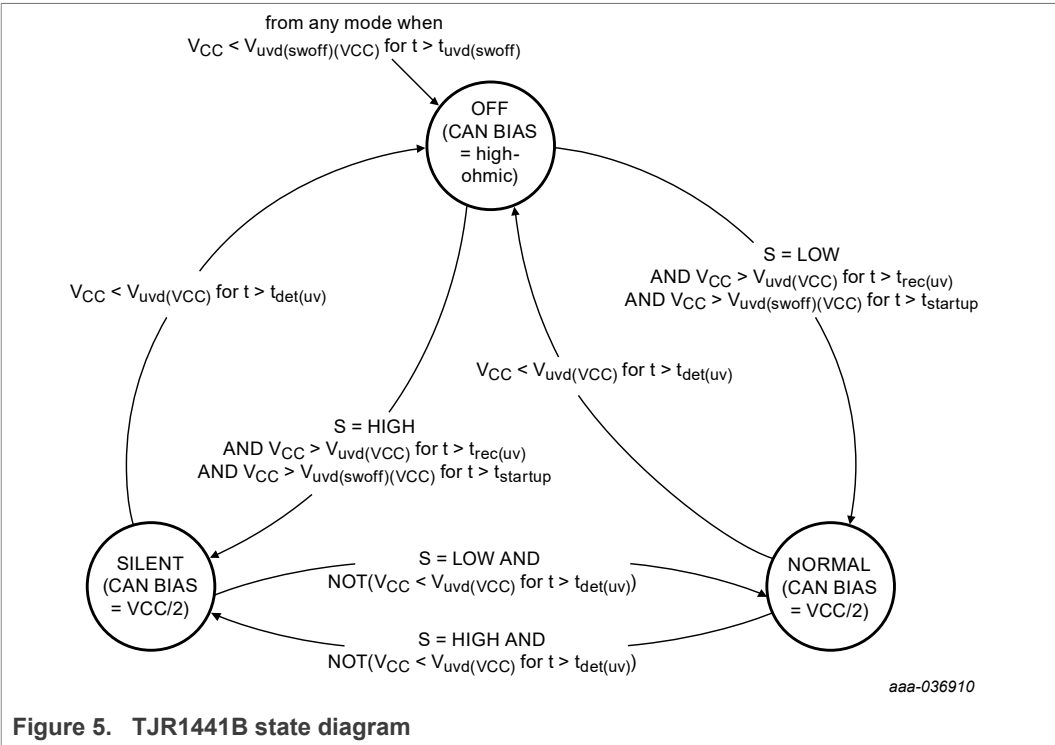 from any mode when
VCC < Vuvd(swoff)(VCC) for t > tuvd(swoff)
OFF
(CAN BIAS
= high-
ohmic)
S = LOW
AND VCC > Vuvd(VCC) for t > trec(uv)
AND VCC > Vuvd(swoff)(VCC) for t > tstartup
VCC < Vuvd(VCC) for t > tdet(uv)
VCC < Vuvd(VCC) for t > tdet(uv)
S = HIGH
AND VCC > Vuvd(VCC) for t > trec(uv)
AND VCC > Vuvd(swoff)(VCC) for t > tstartup
SILENT
(CAN BIAS
= VCC/2)
S = LOW AND
NOT(VCC < Vuvd(VCC) for t > tdet(uv))
NORMAL
(CAN BIAS
= VCC/2)
S = HIGH AND
NOT(VCC < Vuvd(VCC) for t > tdet(uv))
aaa-036910
Figure 5. TJR1441B state diagram